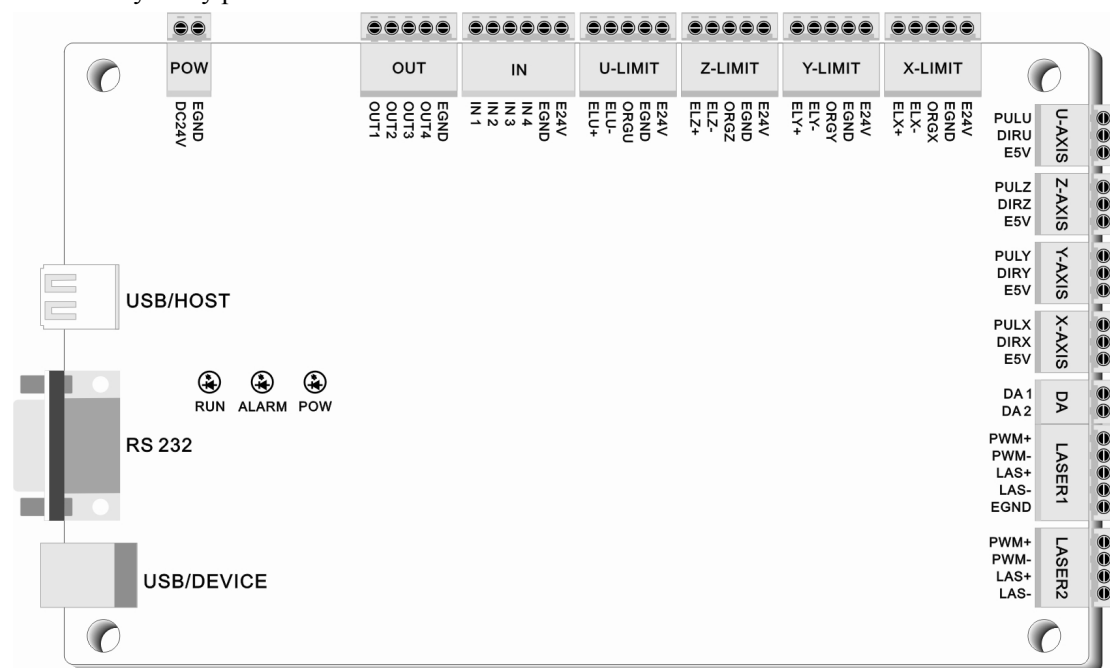 POW
OUT
IN
U-LIMIT
Z-LIMIT
Y-LIMIT
X-LIMIT
DC24V
EGND
OUT1
OUT2
OUT3
OUT4
EGND
IN 1
IN 2
IN 3
IN 4
EGND
E24V
ELU+
ELU-
ORGU
EGND
E24V
ELZ+
ELZ-
ORGZ
EGND
E24V
ELY+
ELY-
ORGY
EGND
E24V
ELX+
ELX-
ORGX
EGND
E24V
PULU
DIRU
E5V
U-AXIS
PULZ
DIRZ
E5V
Z-AXIS
PULY
DIRY
E5V
Y-AXIS
PULX
DIRX
E5V
X-AXIS
DA 1
DA 2
DA
PWM+
PWM-
LAS+
LAS-
EGND
LASER1
PWM+
PWM-
LAS+
LAS-
LASER2
USB/HOST
RUN
ALARM
POW
RS 232
USB/DEVICE